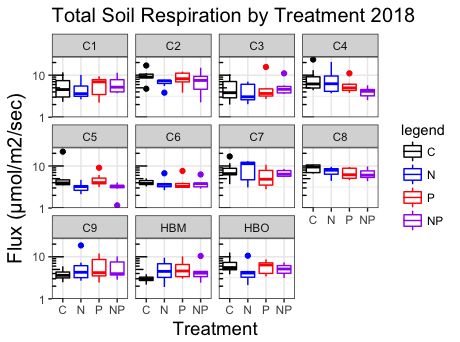 Total Soil Respiration by Treatment 2018
C1 C2 C3 C4
10
1
C5 C6 C7 C8
10
1
C N P NP C N P NP
C9 HBM HBO
10
1
C N P NP C N P NP C N P NP
Flux (μmol/m2/sec)
Treatment
legend
C
N
P
NP